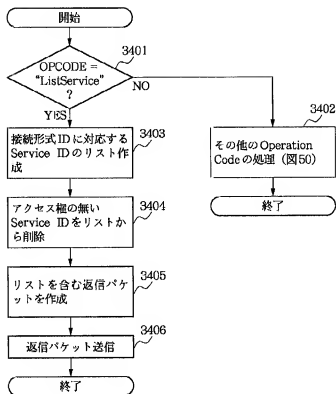 開始
3401
OPCODE =
“ListService”
?
NO
YES
3402
その他のOperation
Codeの処理（図50）
終了
3403
接続形式IDに対応する
Service IDのリスト作
成
3404
アクセス権の無い
Service IDをリストか
ら削除
3405
リストを含む返信パケッ
トを作成
3406
返信パケット送信
終了